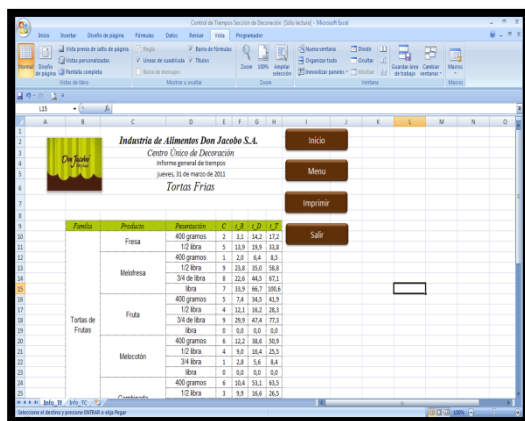 Control de Tiempos Sección de Decoración [Sólo lectura] - Microsoft Excel
Inicio Insertar Diseño de página Fórmulas Datos Revisar Vista Programador
Normal Diseño de página Vista previa de salto de página Vistas personalizadas Pantalla completa
Regla Barra de fórmulas Líneas de cuadrícula Títulos Barra de mensajes
Zoom 100% Ampliar selección
Nueva ventana Organizar todo Inmovilizar paneles Dividir Ocultar Mostrar
Guardar área de trabajo Cambiar ventanas Macros
Libros de libro Mostrar u ocultar Zoom Ventana Macros
L15
A B C D E F G H I J K L M N O
Don Jacobo
Industria de Alimentos Don Jacobo S.A.
Centro Único de Decoración
Informe general de tiempos
jueves, 31 de marzo de 2011
Tortas Frias
Inicio
Menu
Imprimir
Salir
Familia Producto Presentación C t_R t_D t_T
Tortas de Frutas
Fresa
400 gramos 2 3,1 14,2 17,2
1/2 libra 5 13,9 19,9 33,8
Melofresa
400 gramos 1 2,0 6,4 8,3
1/2 libra 9 23,8 35,0 58,8
3/4 de libra 8 22,6 44,5 67,1
libra 7 33,9 66,7 100,6
Fruta
400 gramos 5 7,4 34,5 41,9
1/2 libra 4 12,1 16,2 28,3
3/4 de libra 9 29,9 47,4 77,3
libra 0 0,0 0,0 0,0
Melocotón
400 gramos 6 12,2 38,6 50,9
1/2 libra 4 9,0 16,4 25,5
3/4 libra 1 2,8 5,6 8,4
libra 0 0,0 0,0 0,0
Combinada
400 gramos 6 10,4 53,1 63,5
1/2 libra 3 9,9 16,6 26,5
Info_TF Info_TC
Seleccione el destino y presione ENTRAR o elija Pegar
100%